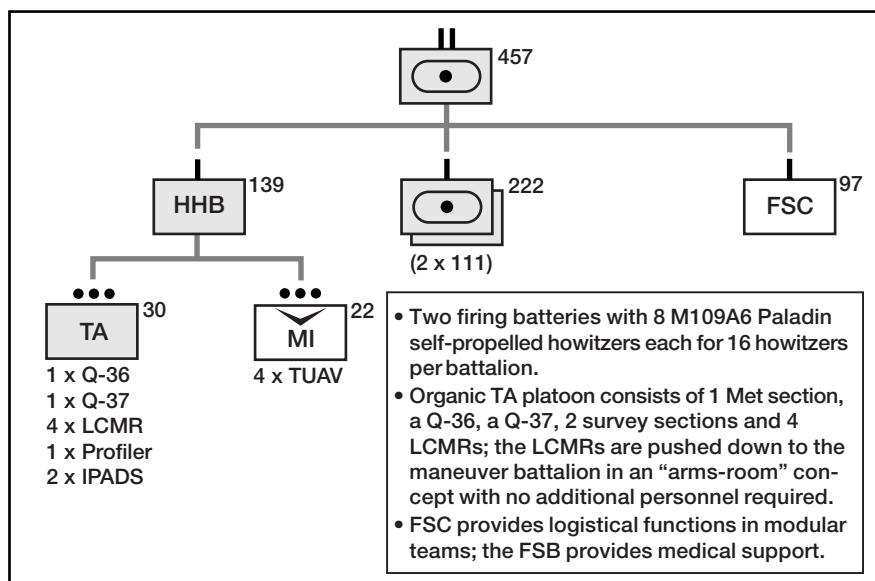 457
HHB
139
222
(2 x 111)
FSC
97
TA
30
1 x Q-36
1 x Q-37
4 x LCMR
1 x Profiler
2 x IPADS
MI
22
4 x TUAV
• Two firing batteries with 8 M109A6 Paladin
self-propelled howitzers each for 16 howitzers
per battalion.
• Organic TA platoon consists of 1 Met section,
a Q-36, a Q-37, 2 survey sections and 4
LCMRs; the LCMRs are pushed down to the
maneuver battalion in an “arms-room” con-
cept with no additional personnel required.
• FSC provides logistical functions in modular
teams; the FSB provides medical support.